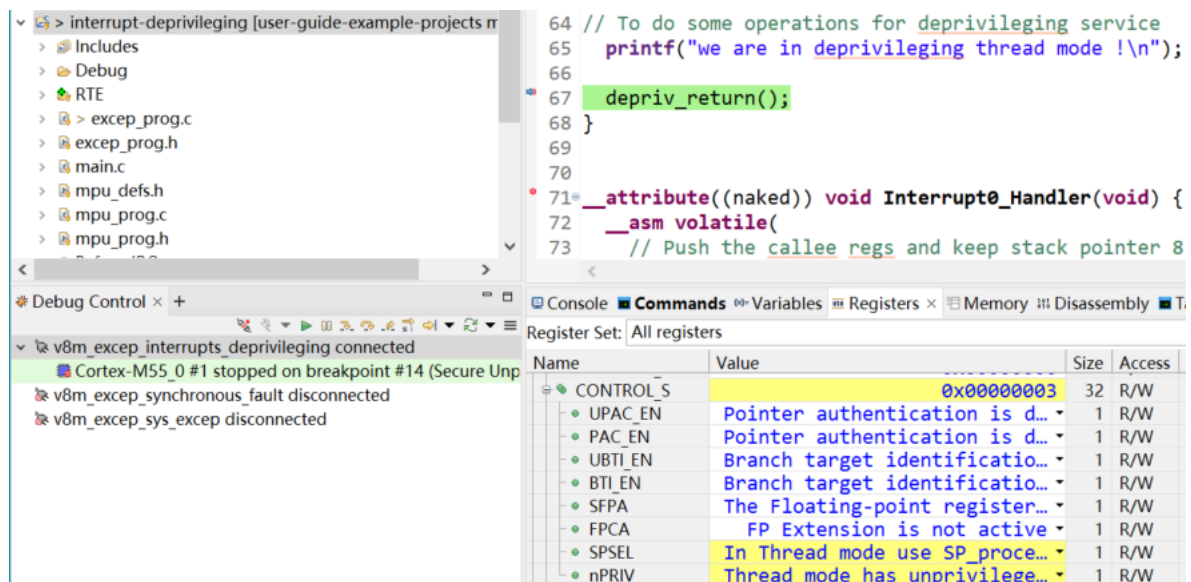 > interrupt-deprivileging [user-guide-example-projects m
Includes
Debug
RTE
> excep_prog.c
excep_prog.h
main.c
mpu_defs.h
mpu_prog.c
mpu_prog.h
64 // To do some operations for deprivileging service
65 printf("we are in deprivileging thread mode !\n");
66
67 depriv_return();
68 }
69
70
71 __attribute((naked)) void Interrupt0_Handler(void) {
72 __asm volatile(
73 // Push the callee regs and keep stack pointer 8
Debug Control
v8m_excep_interrupts_deprivileging connected
Cortex-M55_0 #1 stopped on breakpoint #14 (Secure Unp
v8m_excep_synchronous_fault disconnected
v8m_excep_sys_excep disconnected
Console Commands Variables Registers Memory Disassembly Ta
Register Set: All registers
Name Value Size Access
CONTROL_S 0x00000003 32 R/W
UPAC_EN Pointer authentication is d... 1 R/W
PAC_EN Pointer authentication is d... 1 R/W
UBTI_EN Branch target identificatio... 1 R/W
BTI_EN Branch target identificatio... 1 R/W
SFPA The Floating-point register... 1 R/W
FPCA FP Extension is not active 1 R/W
SPSEL In Thread mode use SP_proce... 1 R/W
nPRIV Thread mode has unprivilege... 1 R/W